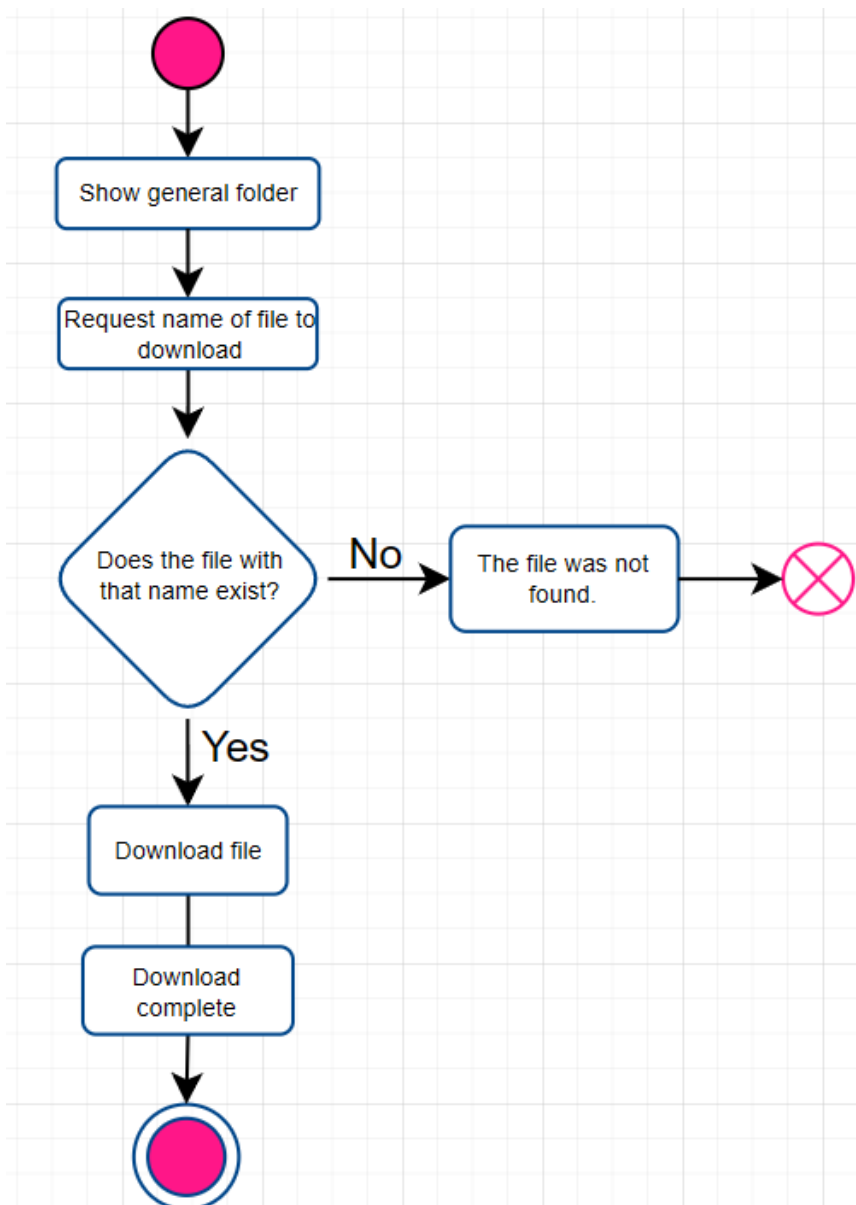 Show general folder
Request name of file to
download
Does the file with
that name exist?
No
The file was not
found.
Yes
Download file
Download
complete